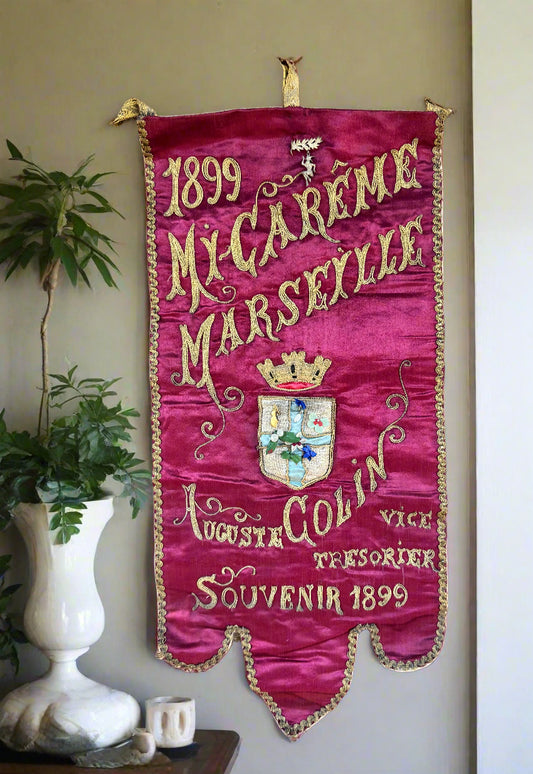 1899
MI-CARÊME
MARSEILLE
AUGUSTE COLIN VICE
TRESORIER
SOUVENIR 1899